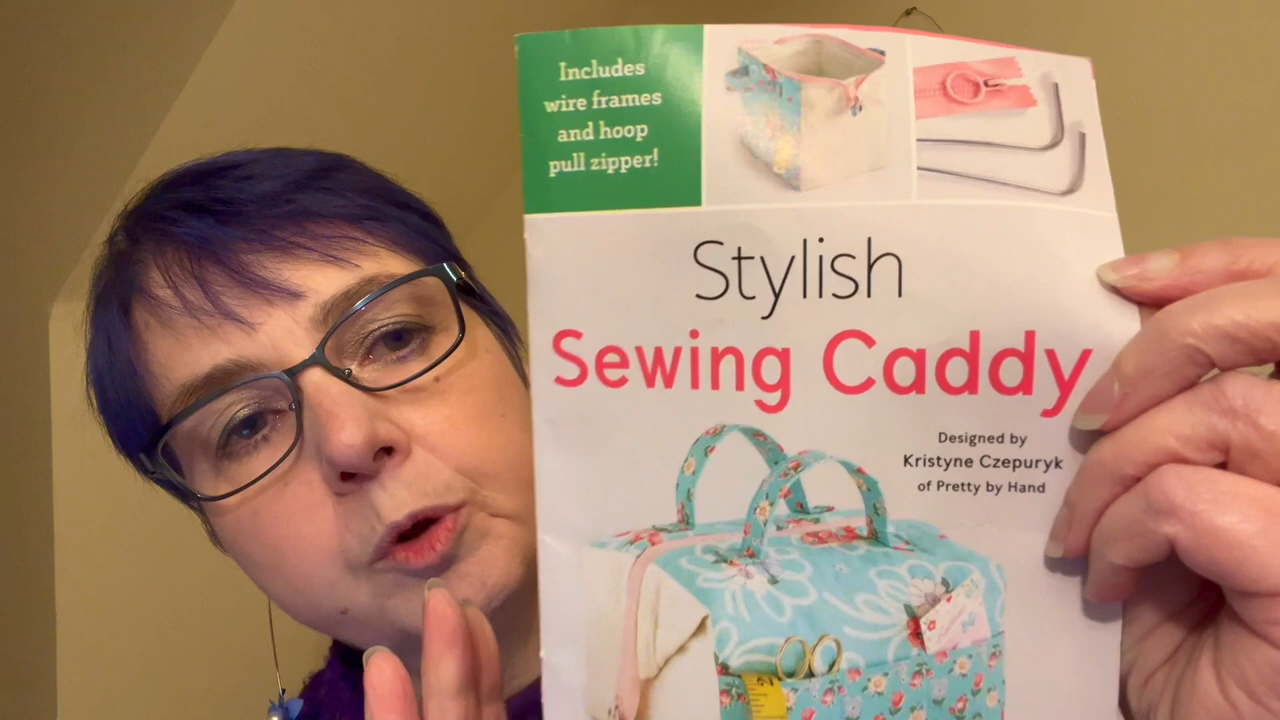 Includes
wire frames
and hoop
pull zipper!
Stylish
Sewing Caddy
Designed by
Kristyne Czepuryk
of Pretty by Hand